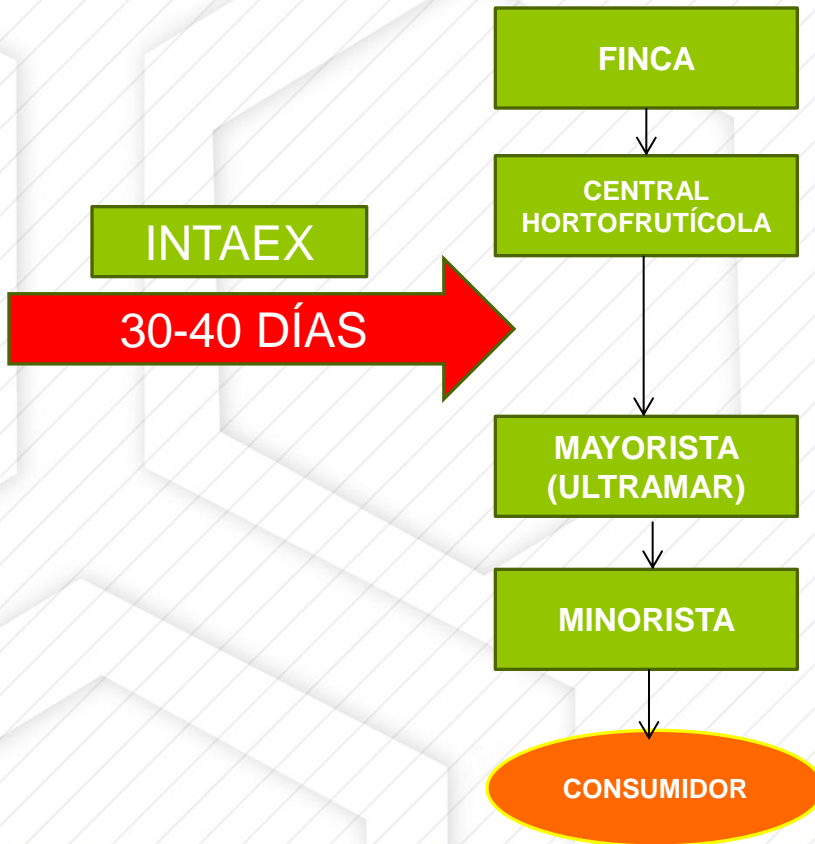 FINCA
CENTRAL
HORTOFRUTÍCOLA
INTAEX
30-40 DÍAS
MAYORISTA
(ULTRAMAR)
MINORISTA
CONSUMIDOR